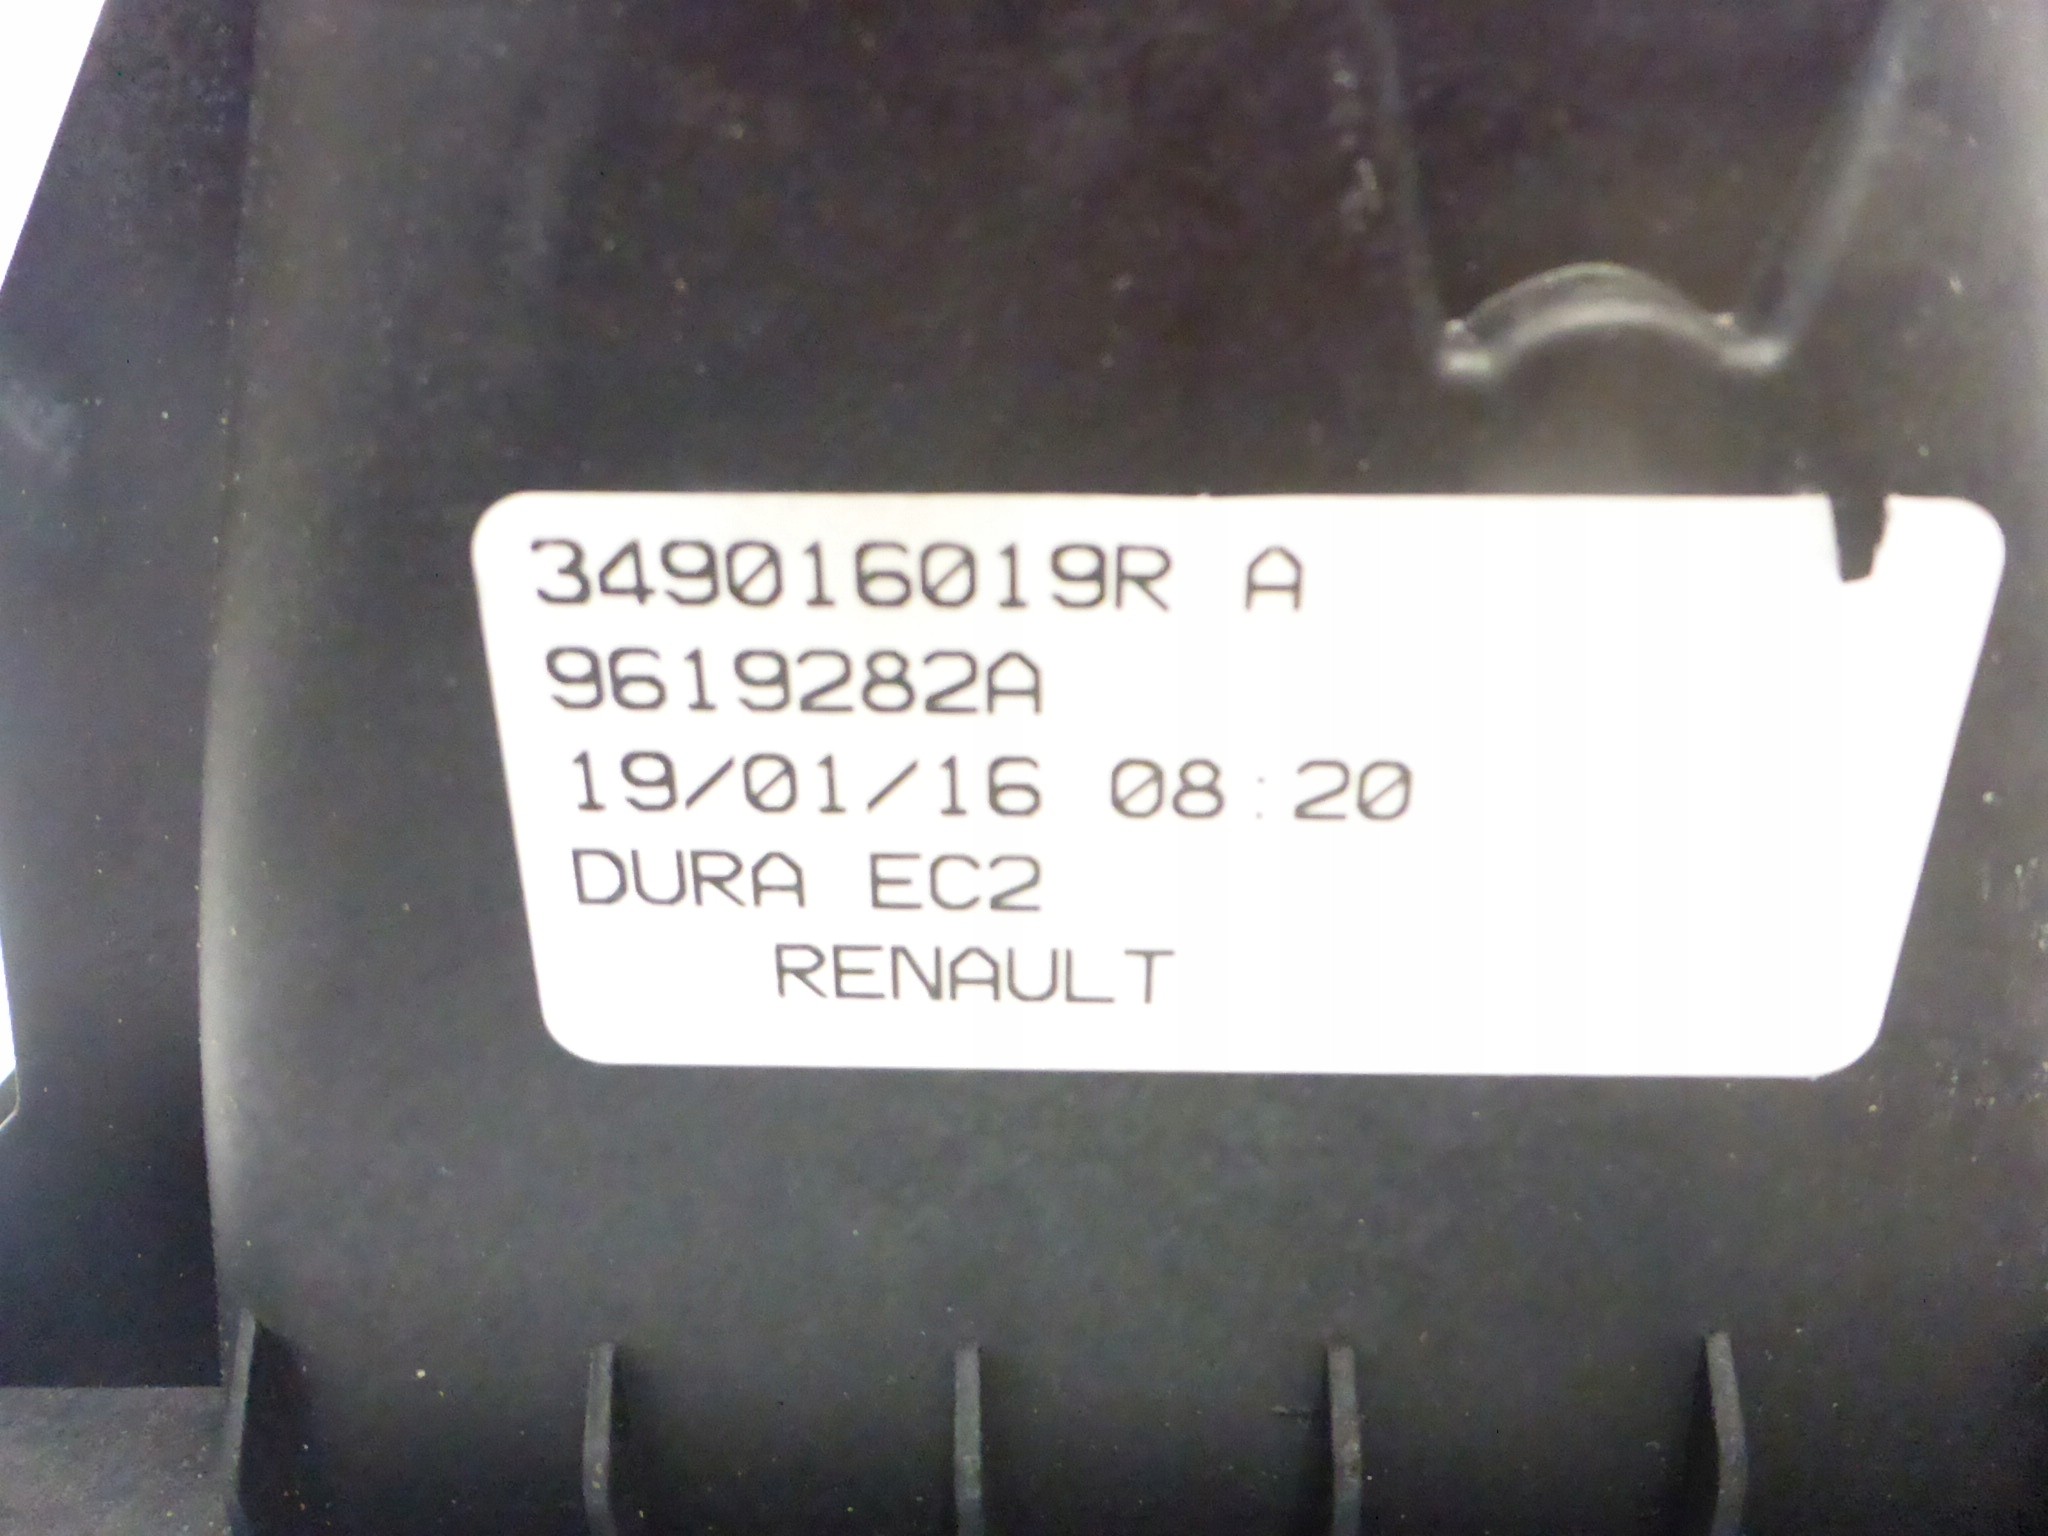 349016019R A
9619282A
19/01/16 08:20
DURA EC2
RENAULT